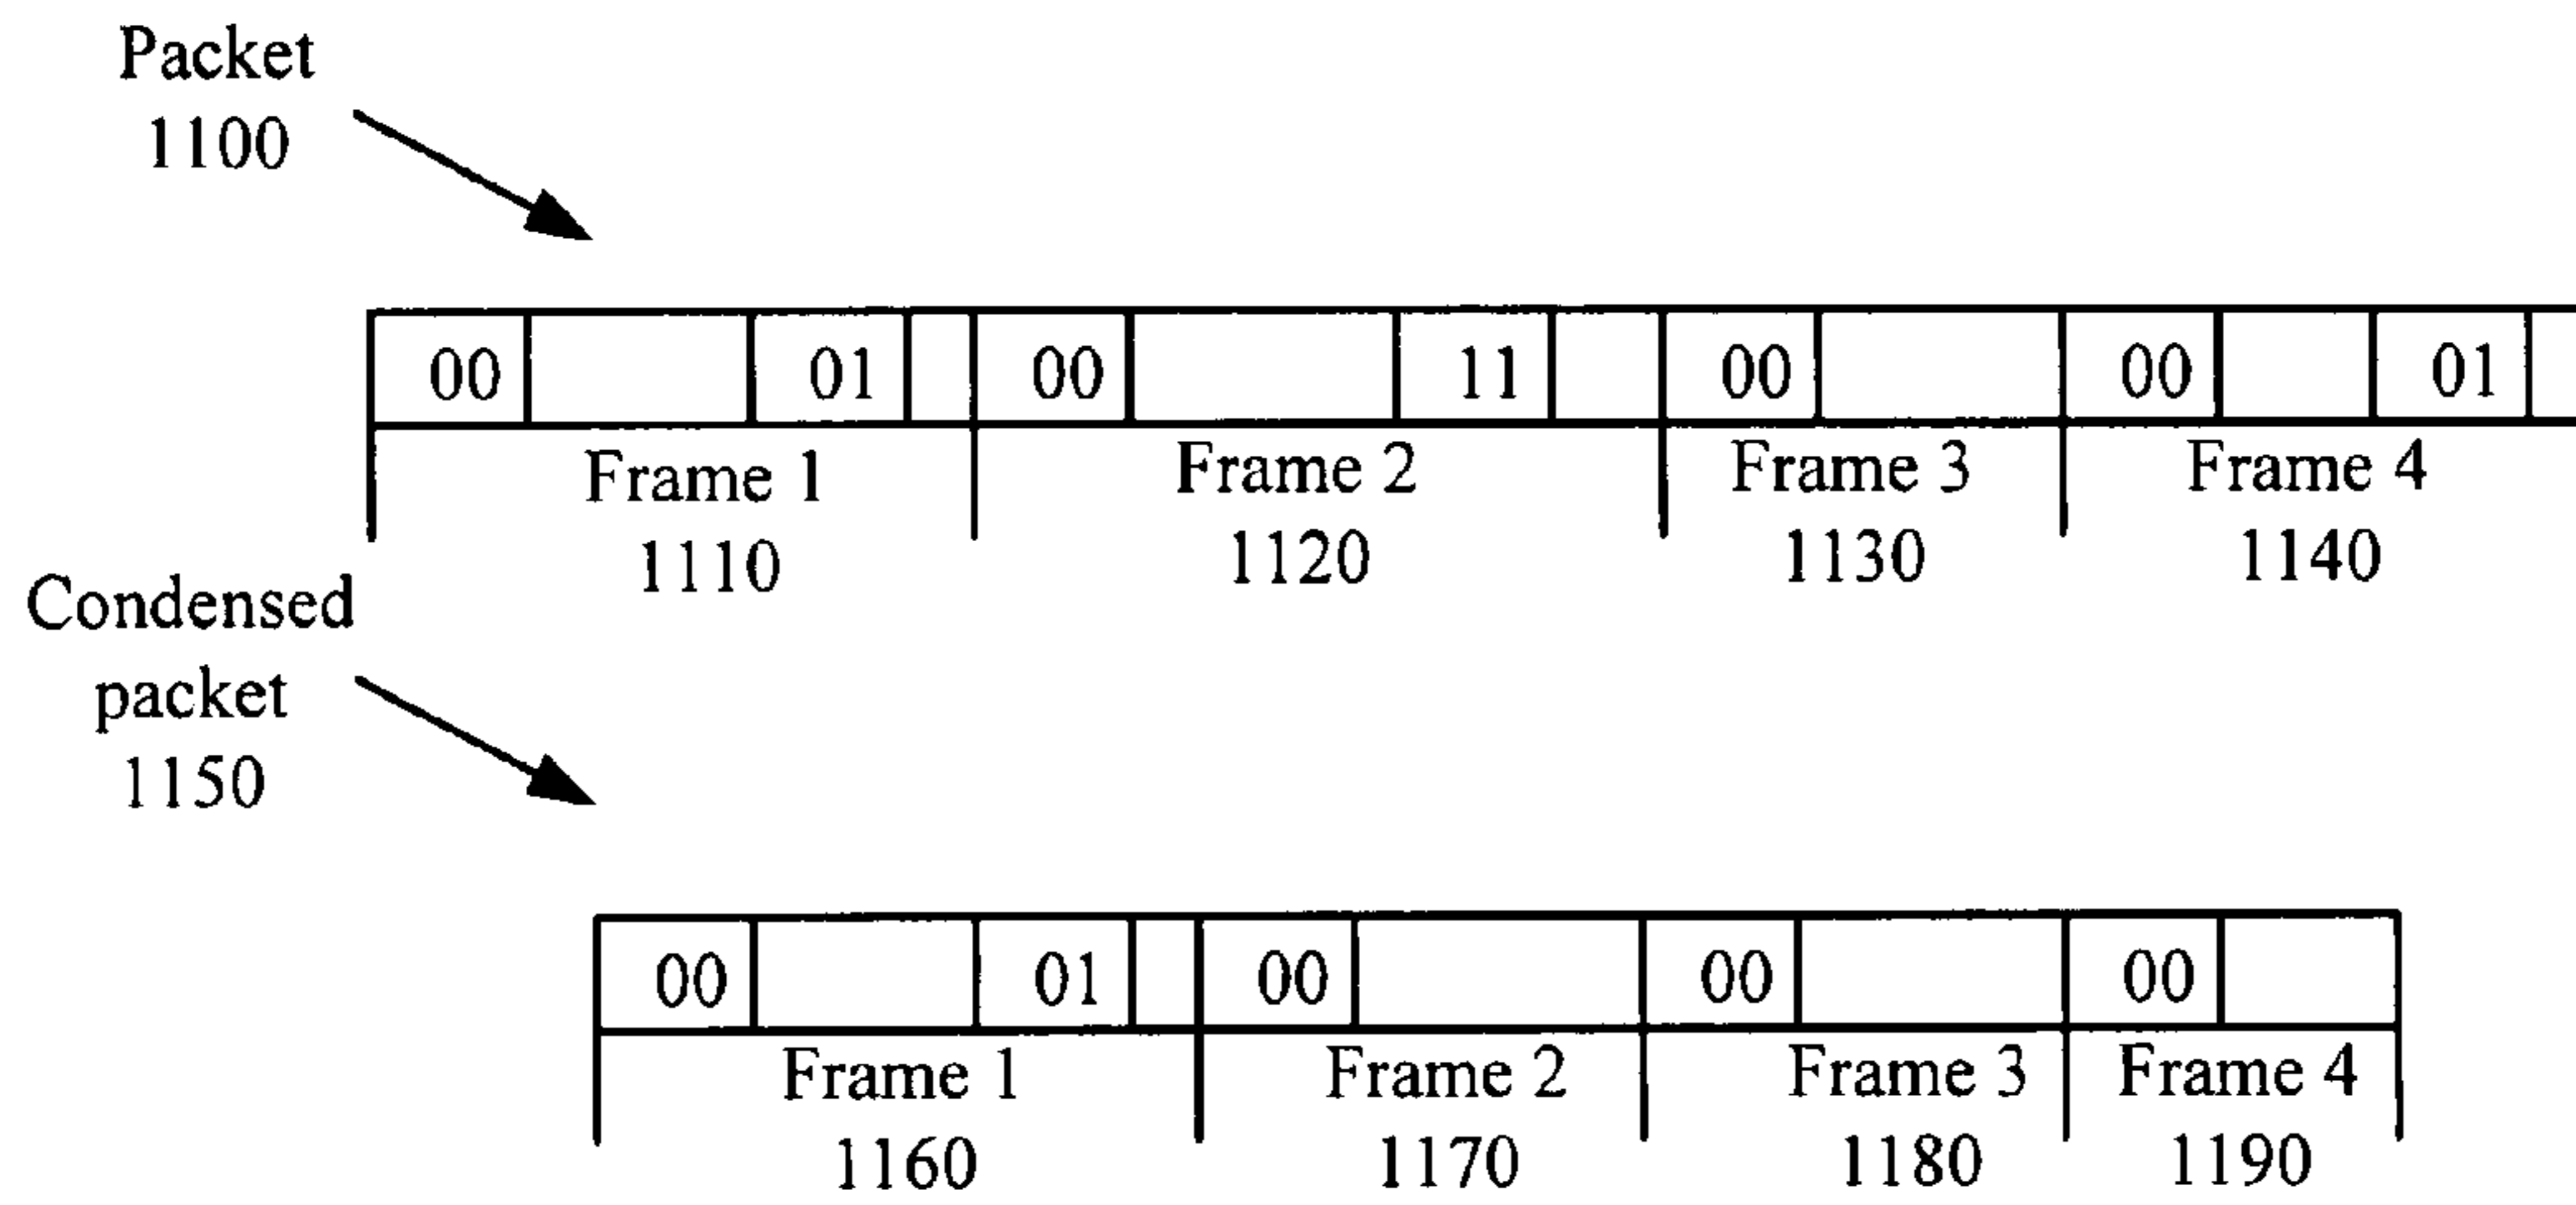 Packet
1100
00 01 00 11 00 00 01
Frame 1 Frame 2 Frame 3 Frame 4
1110 1120 1130 1140
Condensed
packet
1150
00 01 00 00 00
Frame 1 Frame 2 Frame 3 Frame 4
1160 1170 1180 1190